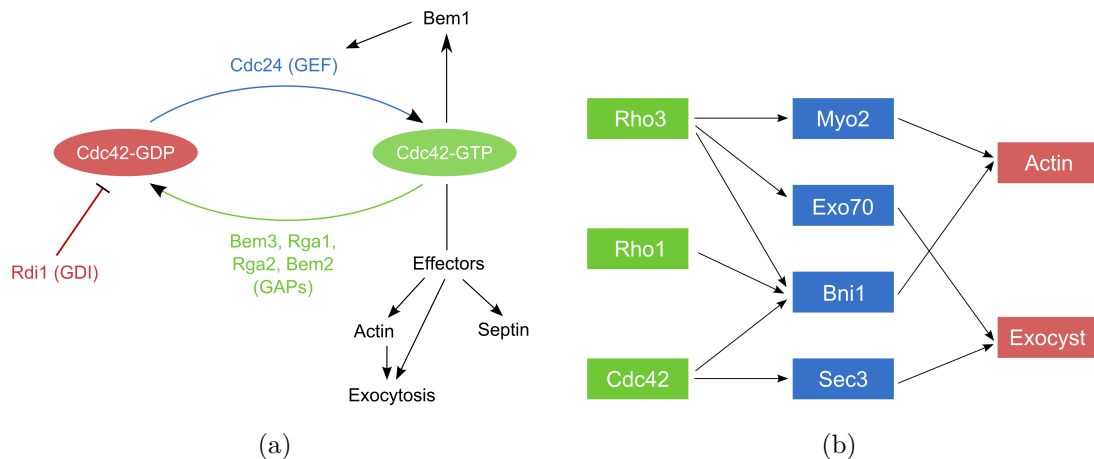 Bem1
Cdc24 (GEF)
Cdc42-GDP
Cdc42-GTP
Bem3, Rga1,
Rga2, Bem2
(GAPs)
Rdi1 (GDI)
Effectors
Actin
Septin
Exocytosis
(a)
Rho3
Myo2
Actin
Exo70
Rho1
Bni1
Exocyst
Cdc42
Sec3
(b)